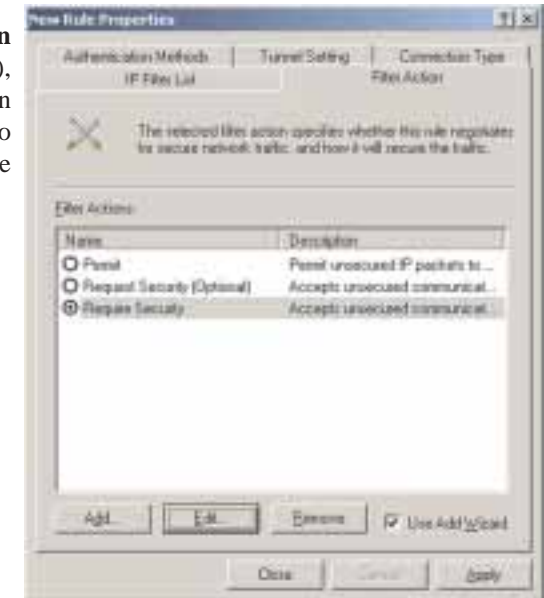 n
),
n
o
e
New Rule Properties
Authentication Methods
Tunnel Setting
Connection Type
IP Filter List
Filter Action
The selected filter action specifies whether this rule negotiates
for secure network traffic, and how it will secure the traffic.
Filter Actions:
Name
Description
Permit
Permit unsecured IP packets to ...
Request Security (Optional)
Accepts unsecured communicat...
Require Security
Accepts unsecured communicat...
Add...
Edit...
Remove
Use Add Wizard
Close
Cancel
Apply